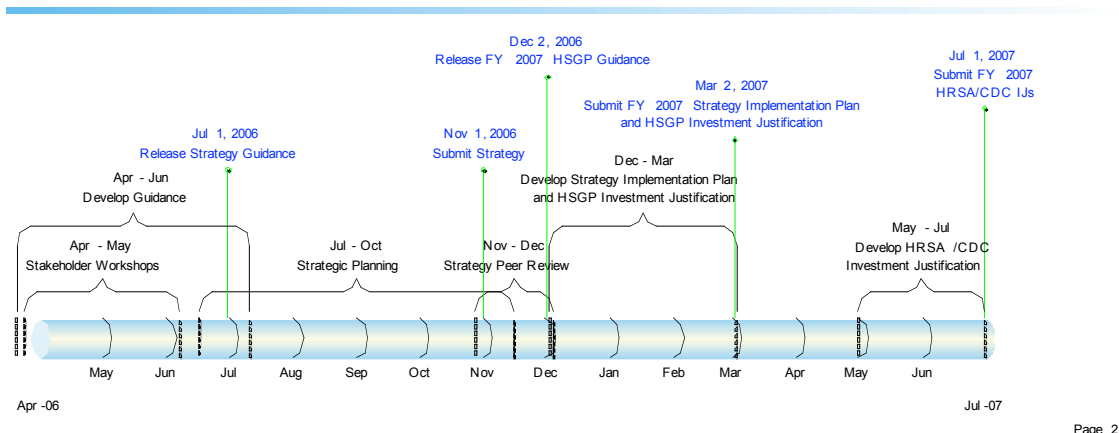 Dec 2, 2006
Release FY 2007 HSGP Guidance
Jul 1, 2007
Submit FY 2007
HRSA/CDC IJs
Mar 2, 2007
Submit FY 2007 Strategy Implementation Plan
and HSGP Investment Justification
Jul 1, 2006
Release Strategy Guidance
Nov 1, 2006
Submit Strategy
Dec - Mar
Develop Strategy Implementation Plan
and HSGP Investment Justification
Apr - Jun
Develop Guidance
May - Jul
Develop HRSA /CDC
Investment Justification
Apr - May
Stakeholder Workshops
Jul - Oct
Strategic Planning
Nov - Dec
Strategy Peer Review
May Jun Jul Aug Sep Oct Nov Dec Jan Feb Mar Apr May Jun
Apr -06 Jul -07
Page 2